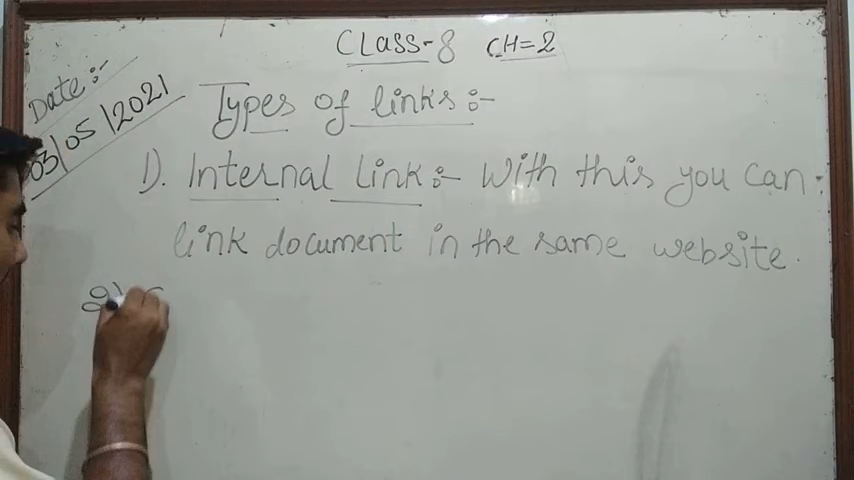 CLass-8 CH=2
Date:-
03/05/2021
Types of links:-
1). Internal link:- With this you can
link document in the same website.